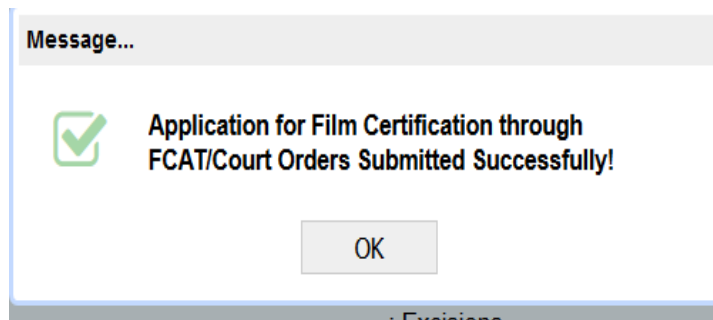 Message...
Application for Film Certification through
FCAT/Court Orders Submitted Successfully!
OK